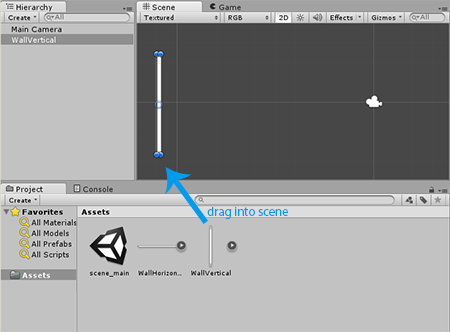 Hierarchy
Create
All
Main Camera
WallVertical
Scene
Game
Textured
RGB
2D
Effects
Gizmos
All
Project
Console
Create
Favorites
All Materials
All Models
All Prefabs
All Scripts
Assets
Assets
drag into scene
scene_main
WallHorizon...
WallVertical